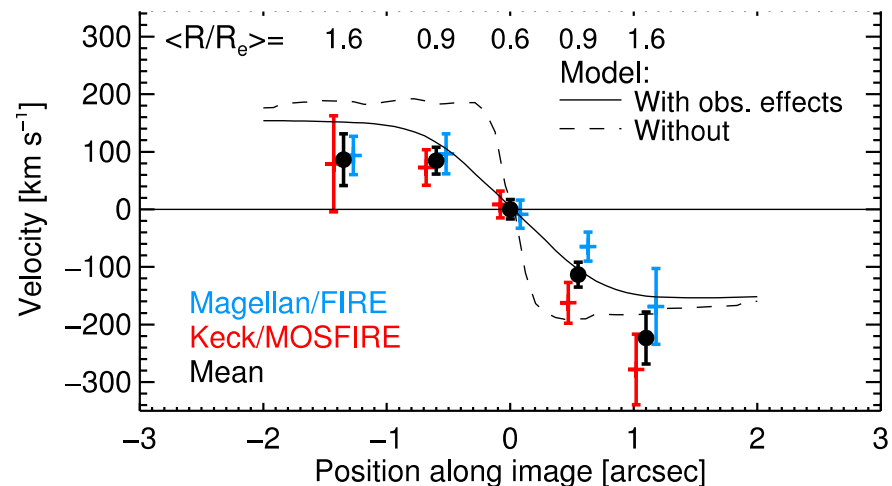 <R/Re>= 1.6 0.9 0.6 0.9 1.6
Model:
With obs. effects
Without
300
200
100
0
−100
−200
−300
Velocity [km s⁻¹]
Magellan/FIRE
Keck/MOSFIRE
Mean
−3 −2 −1 0 1 2 3
Position along image [arcsec]